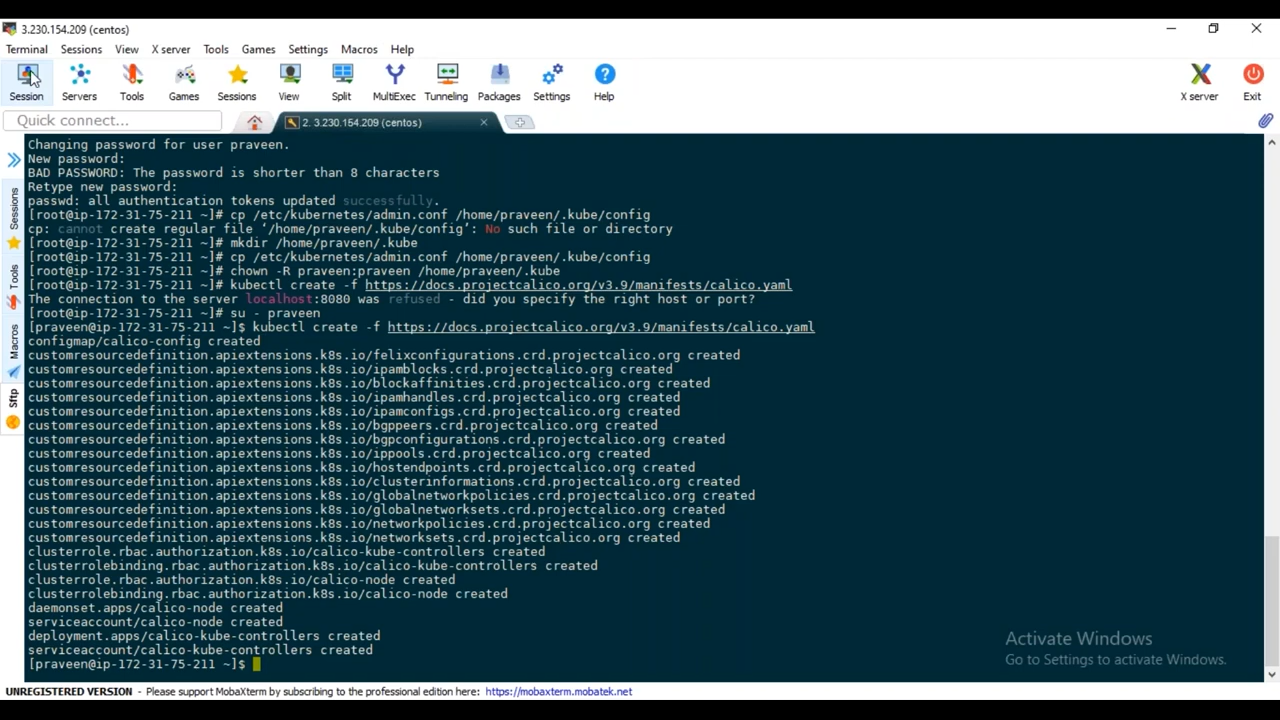 3.230.154.209 (centos)
Terminal Sessions View X server Tools Games Settings Macros Help
Session Servers Tools Games Sessions View Split MultiExec Tunneling Packages Settings Help X server Exit
Quick connect... 2. 3.230.154.209 (centos)
Sessions
Tools
Macros
Sftp
Changing password for user praveen.
New password:
BAD PASSWORD: The password is shorter than 8 characters
Retype new password:
passwd: all authentication tokens updated successfully.
[root@ip-172-31-75-211 ~]# cp /etc/kubernetes/admin.conf /home/praveen/.kube/config
cp: cannot create regular file ‘/home/praveen/.kube/config’: No such file or directory
[root@ip-172-31-75-211 ~]# mkdir /home/praveen/.kube
[root@ip-172-31-75-211 ~]# cp /etc/kubernetes/admin.conf /home/praveen/.kube/config
[root@ip-172-31-75-211 ~]# chown -R praveen:praveen /home/praveen/.kube
[root@ip-172-31-75-211 ~]# kubectl create -f https://docs.projectcalico.org/v3.9/manifests/calico.yaml
The connection to the server localhost:8080 was refused - did you specify the right host or port?
[root@ip-172-31-75-211 ~]# su - praveen
[praveen@ip-172-31-75-211 ~]$ kubectl create -f https://docs.projectcalico.org/v3.9/manifests/calico.yaml
configmap/calico-config created
customresourcedefinition.apiextensions.k8s.io/felixconfigurations.crd.projectcalico.org created
customresourcedefinition.apiextensions.k8s.io/ipamblocks.crd.projectcalico.org created
customresourcedefinition.apiextensions.k8s.io/blockaffinities.crd.projectcalico.org created
customresourcedefinition.apiextensions.k8s.io/ipamhandles.crd.projectcalico.org created
customresourcedefinition.apiextensions.k8s.io/ipamconfigs.crd.projectcalico.org created
customresourcedefinition.apiextensions.k8s.io/bgppeers.crd.projectcalico.org created
customresourcedefinition.apiextensions.k8s.io/bgpconfigurations.crd.projectcalico.org created
customresourcedefinition.apiextensions.k8s.io/ippools.crd.projectcalico.org created
customresourcedefinition.apiextensions.k8s.io/hostendpoints.crd.projectcalico.org created
customresourcedefinition.apiextensions.k8s.io/clusterinformations.crd.projectcalico.org created
customresourcedefinition.apiextensions.k8s.io/globalnetworkpolicies.crd.projectcalico.org created
customresourcedefinition.apiextensions.k8s.io/globalnetworksets.crd.projectcalico.org created
customresourcedefinition.apiextensions.k8s.io/networkpolicies.crd.projectcalico.org created
customresourcedefinition.apiextensions.k8s.io/networksets.crd.projectcalico.org created
clusterrole.rbac.authorization.k8s.io/calico-kube-controllers created
clusterrolebinding.rbac.authorization.k8s.io/calico-kube-controllers created
clusterrole.rbac.authorization.k8s.io/calico-node created
clusterrolebinding.rbac.authorization.k8s.io/calico-node created
daemonset.apps/calico-node created
serviceaccount/calico-node created
deployment.apps/calico-kube-controllers created
serviceaccount/calico-kube-controllers created
[praveen@ip-172-31-75-211 ~]$
Activate Windows
Go to Settings to activate Windows.
UNREGISTERED VERSION - Please support MobaXterm by subscribing to the professional edition here: https://mobaxterm.mobatek.net